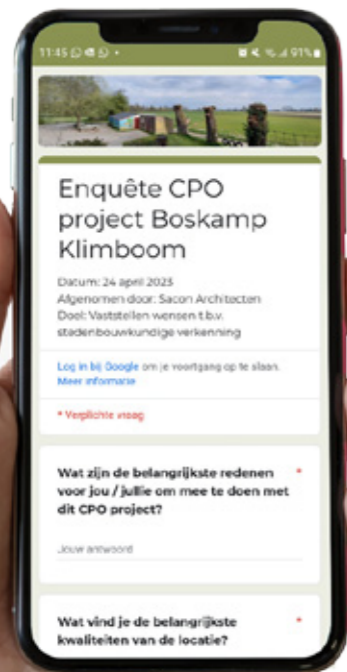 11:45
91%
Enquête CPO
project Boskamp
Klimboom
Datum: 24 april 2023
Afgenomen door: Sacon Architecten
Doel: Vaststellen wensen t.b.v.
stedenbouwkundige verkenning
Log in bij Google om je voortgang op te slaan.
Meer informatie
* Verplichte vraag
Wat zijn de belangrijkste redenen *
voor jou / jullie om mee te doen met
dit CPO project?
Jouw antwoord
Wat vind je de belangrijkste *
kwaliteiten van de locatie?